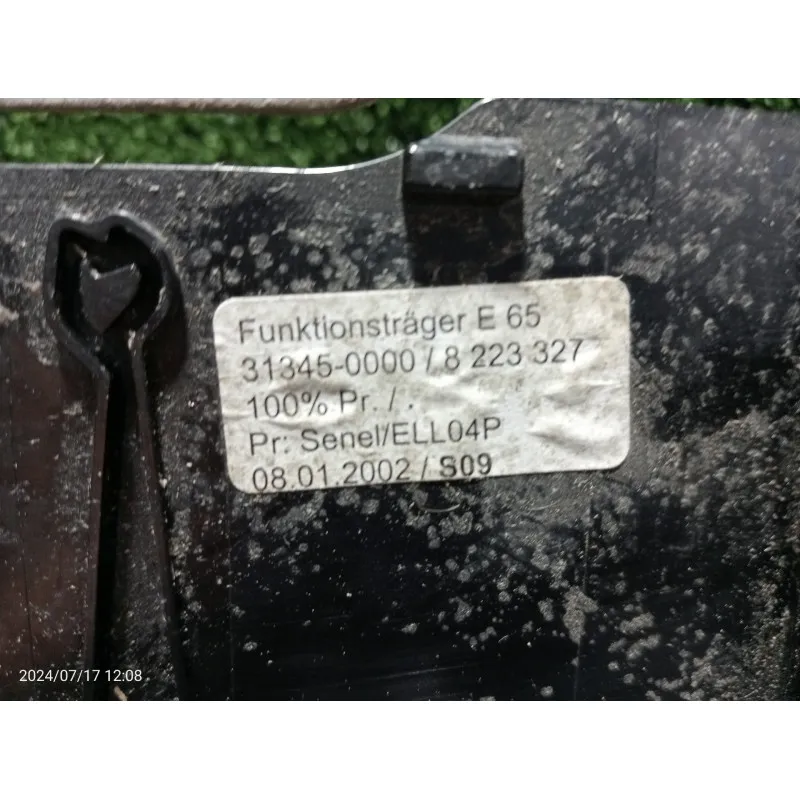 Funktionsträger E 65
31345-0000 / 8 223 327
100% Pr. / .
Pr: Senel/ELL04P
08.01.2002 / S09
2024/07/17 12:08